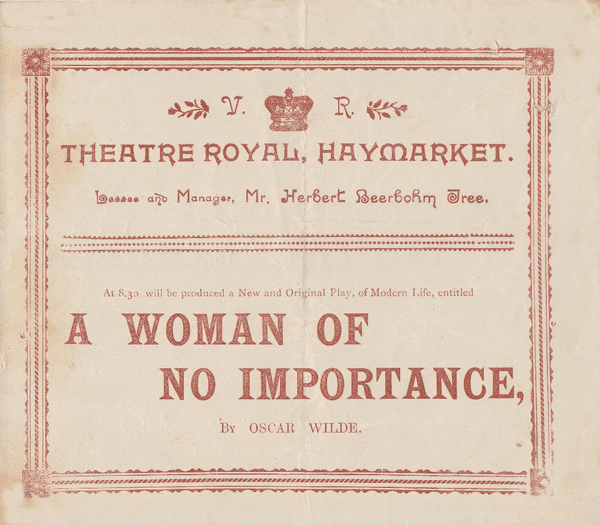 V. R.
THEATRE ROYAL, HAYMARKET.
Lessee and Manager, Mr. Herbert Beerbohm Tree.
At 8.30. will be produced a New and Original Play, of Modern Life, entitled
A WOMAN OF
NO IMPORTANCE,
By OSCAR WILDE.